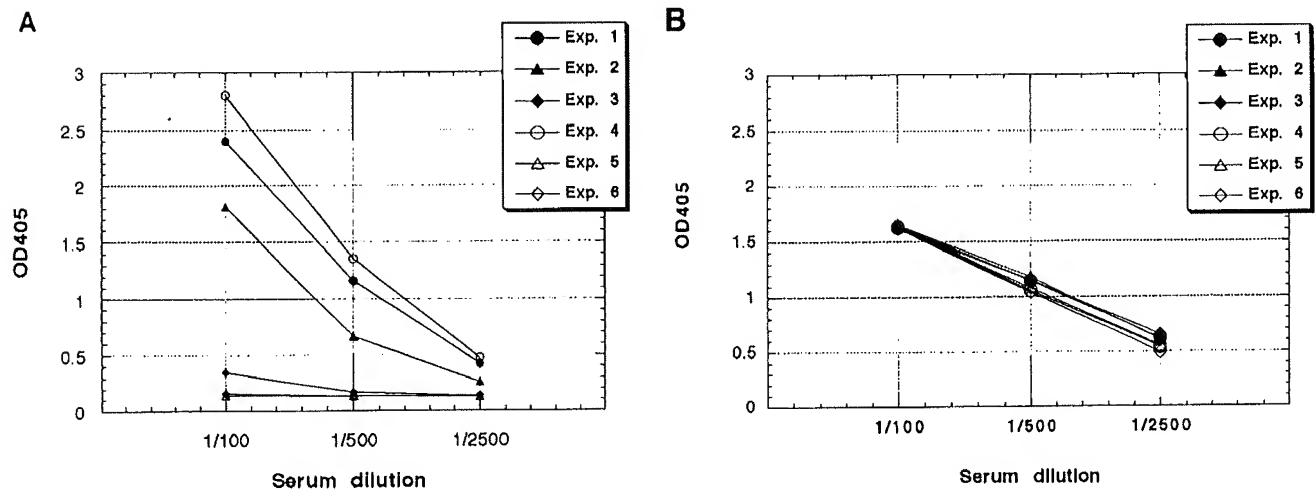 A
Exp. 1
Exp. 2
Exp. 3
Exp. 4
Exp. 5
Exp. 6
3
2.5
2
1.5
1
0.5
0
OD405
1/100
1/500
1/2500
Serum dilution
B
Exp. 1
Exp. 2
Exp. 3
Exp. 4
Exp. 5
Exp. 6
3
2.5
2
1.5
1
0.5
0
OD405
1/100
1/500
1/2500
Serum dilution